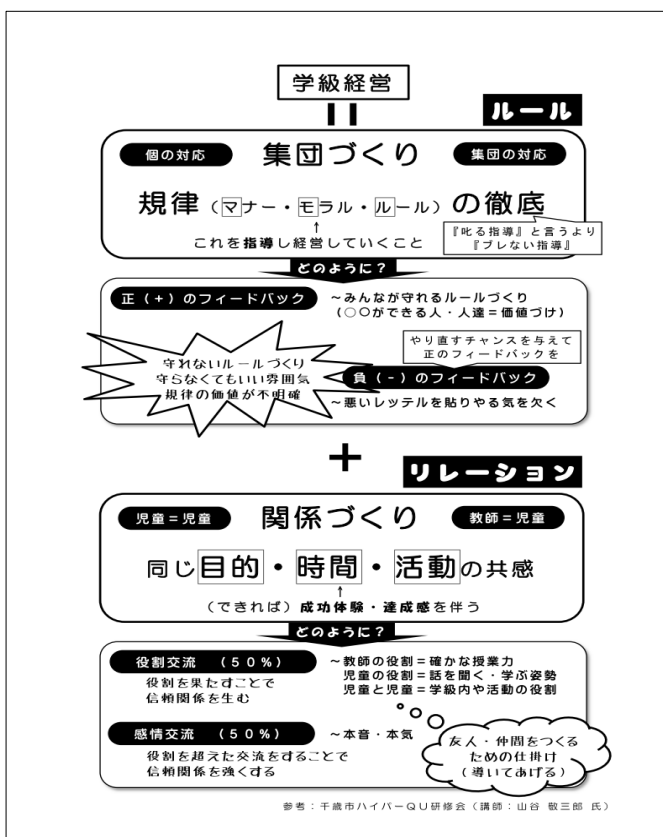 学級経営
ルール
個の対応
集団づくり
集団の対応
規律（マナー・モラル・ルール）の徹底
↑
これを指導し経営していくこと
『叱る指導』と言うより
『ブレない指導』
どのように？
正（+）のフィードバック
～みんなが守れるルールづくり
（○○ができる人・人達＝価値づけ）
守れないルールづくり
守らなくてもいい雰囲気
規律の価値が不明確
やり直すチャンスを与えて
正のフィードバックを
負（-）のフィードバック
～悪いレッテルを貼りやる気を欠く
+
リレーション
児童＝児童
関係づくり
教師＝児童
同じ目的・時間・活動の共感
↑
（できれば）成功体験・達成感を伴う
どのように？
役割交流　（５０％）
～教師の役割＝確かな授業力
児童の役割＝話を聞く・学ぶ姿勢
児童と児童＝学級内や活動の役割
役割を果たすことで
信頼関係を生む
感情交流　（５０％）
～本音・本気
役割を超えた交流をすることで
信頼関係を強くする
友人・仲間をつくる
ための仕掛け
（導いてあげる）
参考：千歳市ハイパーＱＵ研修会（講師：山谷 敬三郎 氏）